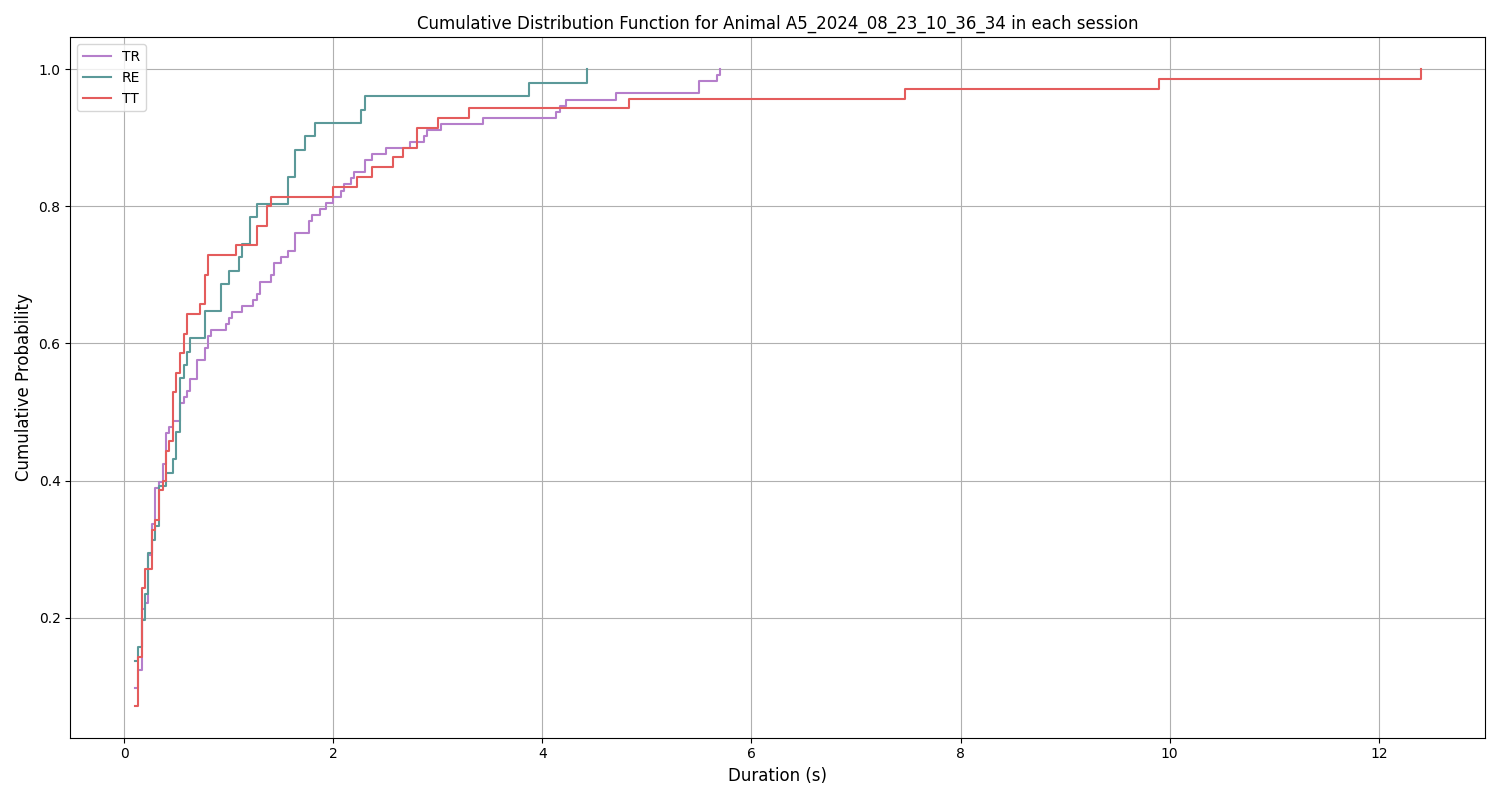 Cumulative Distribution Function for Animal A5_2024_08_23_10_36_34 in each session
TR
RE
TT
1.0
0.8
0.6
0.4
0.2
Cumulative Probability
0 2 4 6 8 10 12
Duration (s)